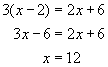 3(x − 2) = 2x + 6
3x − 6 = 2x + 6
x = 12